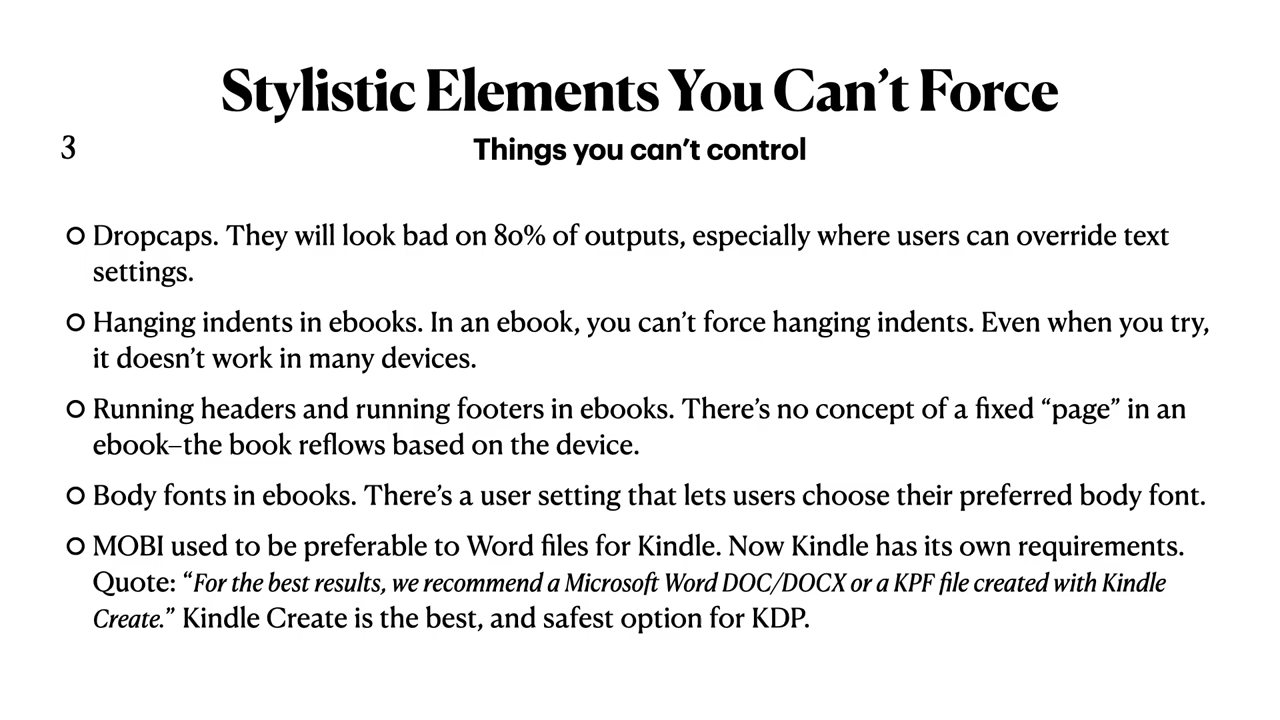 Stylistic Elements You Can’t Force
3
Things you can’t control
Dropcaps. They will look bad on 80% of outputs, especially where users can override text
settings.
Hanging indents in ebooks. In an ebook, you can’t force hanging indents. Even when you try,
it doesn’t work in many devices.
Running headers and running footers in ebooks. There’s no concept of a fixed “page” in an
ebook–the book reflows based on the device.
Body fonts in ebooks. There’s a user setting that lets users choose their preferred body font.
MOBI used to be preferable to Word files for Kindle. Now Kindle has its own requirements.
Quote: “For the best results, we recommend a Microsoft Word DOC/DOCX or a KPF file created with Kindle
Create.” Kindle Create is the best, and safest option for KDP.